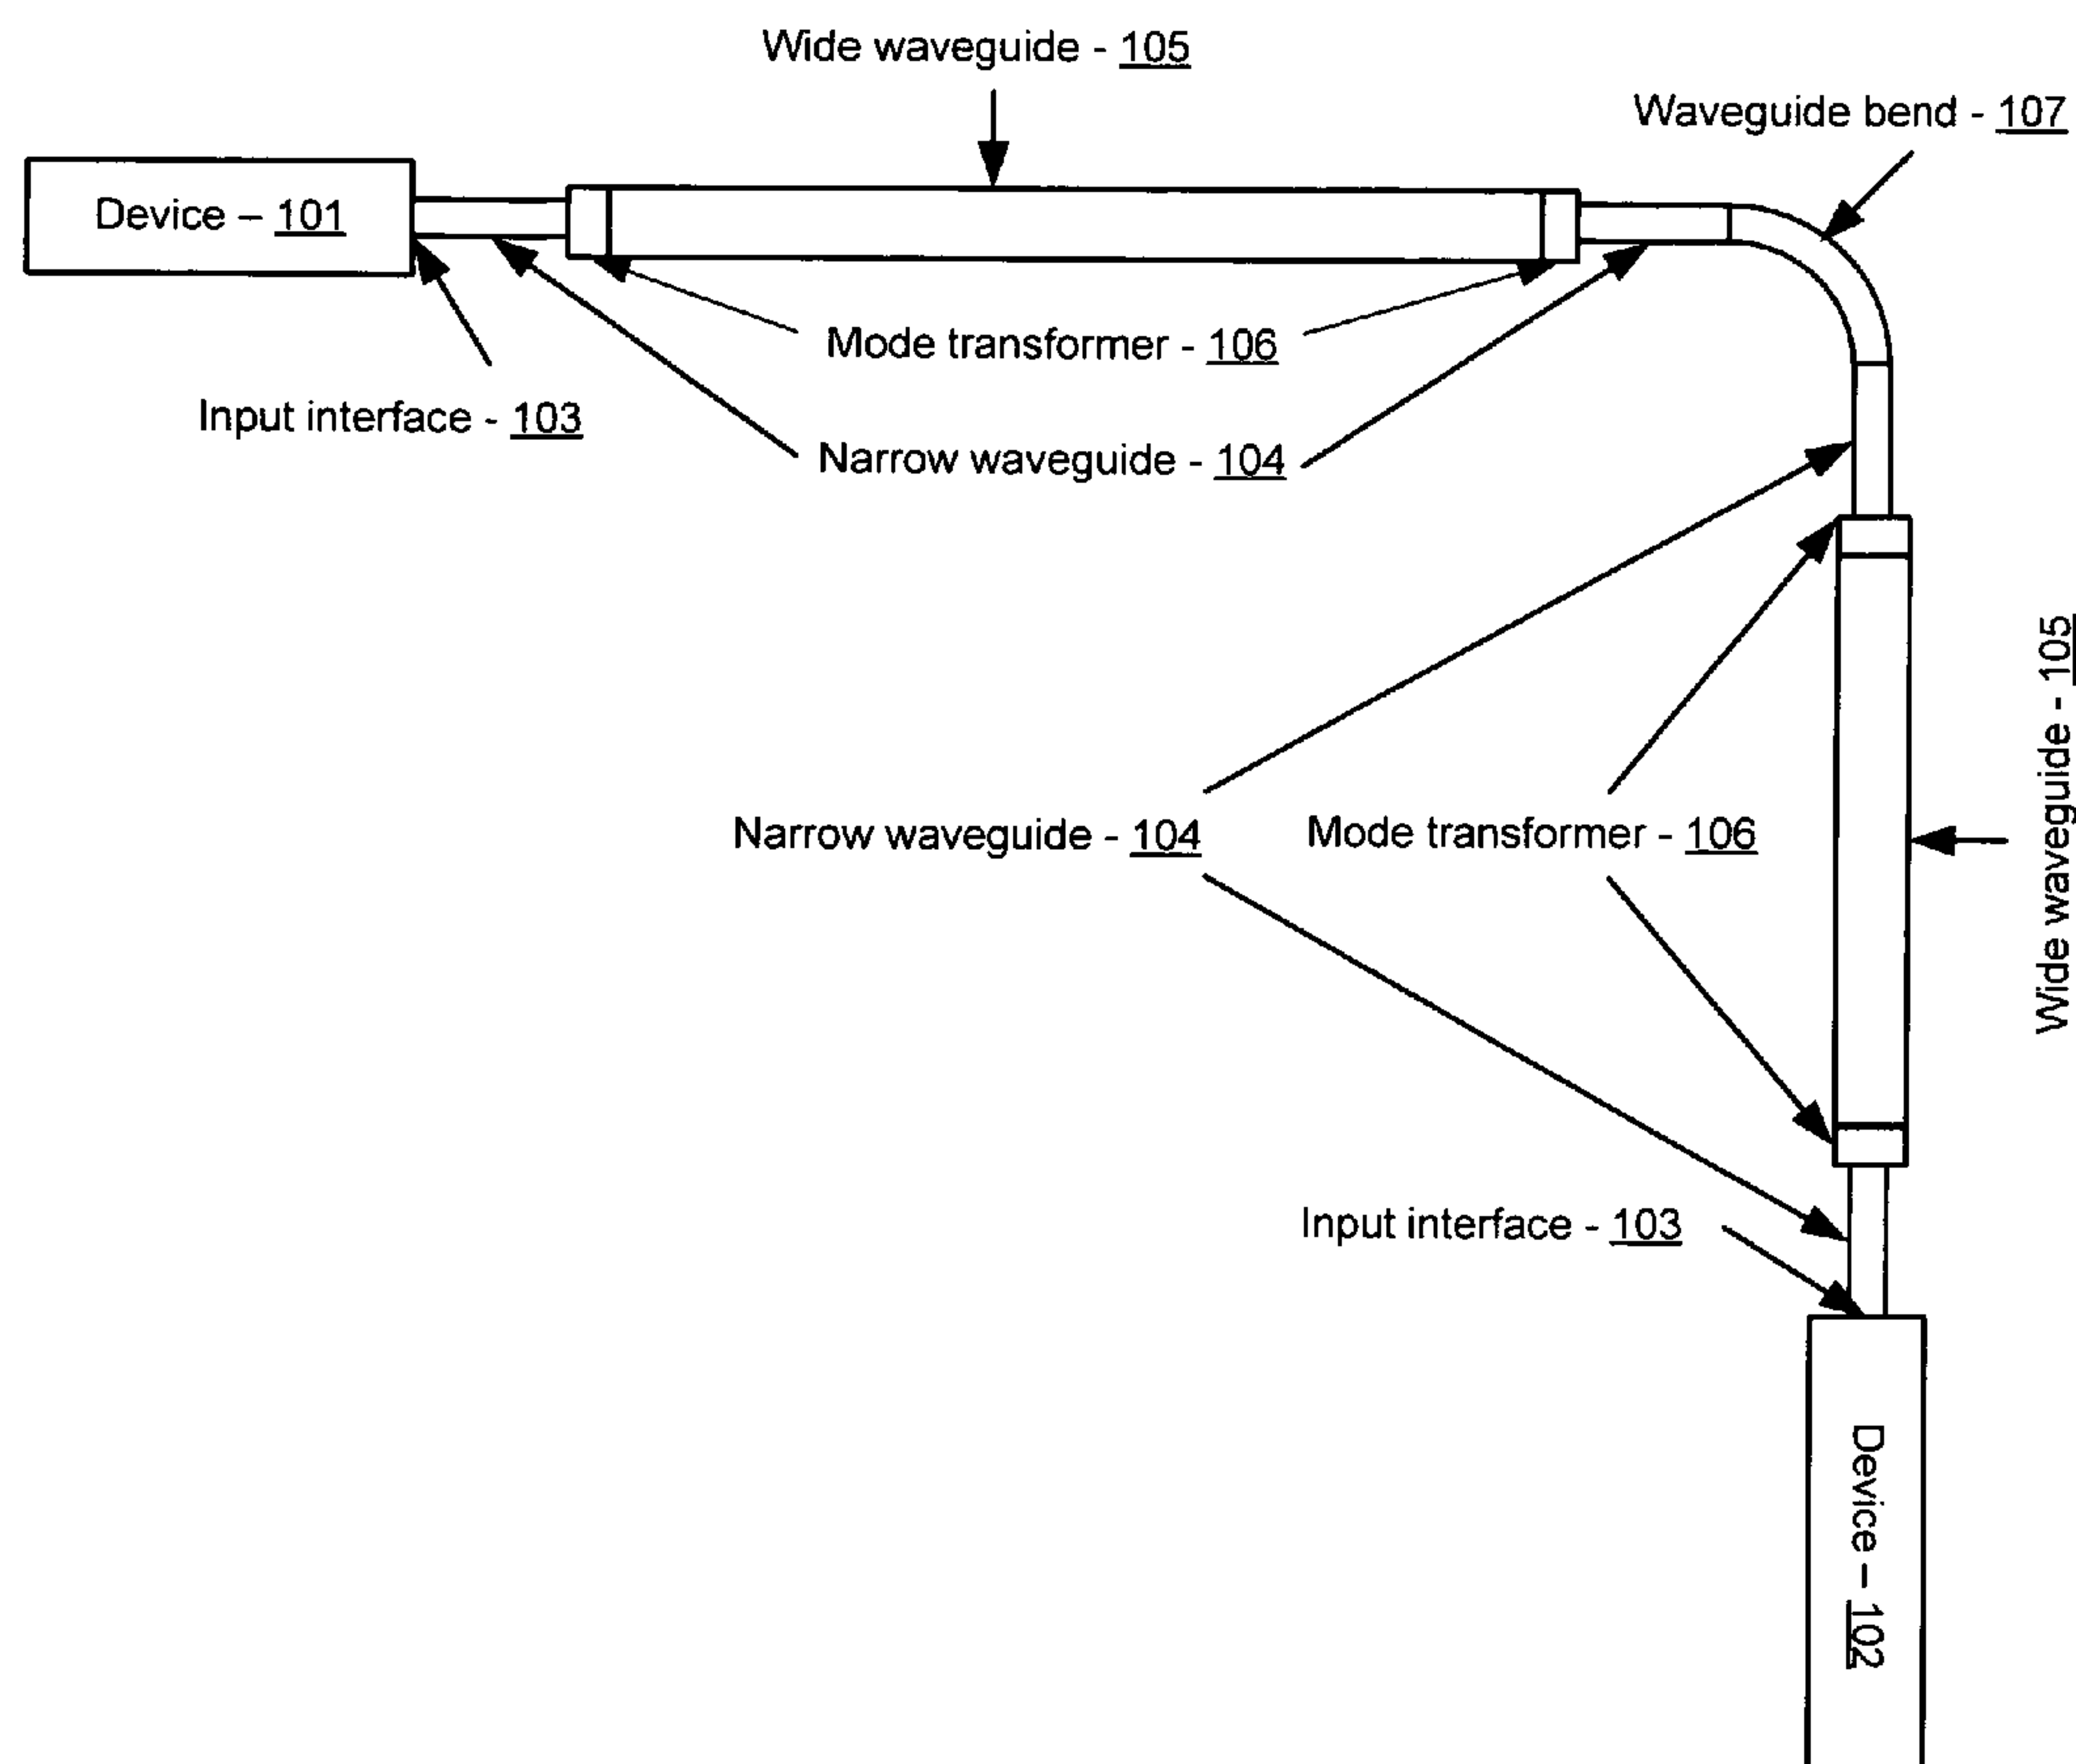 Wide waveguide - 105
Waveguide bend - 107
Device – 101
Mode transformer - 106
Input interface - 103
Narrow waveguide - 104
Wide waveguide - 105
Narrow waveguide - 104
Mode transformer - 106
Input interface - 103
Device – 102